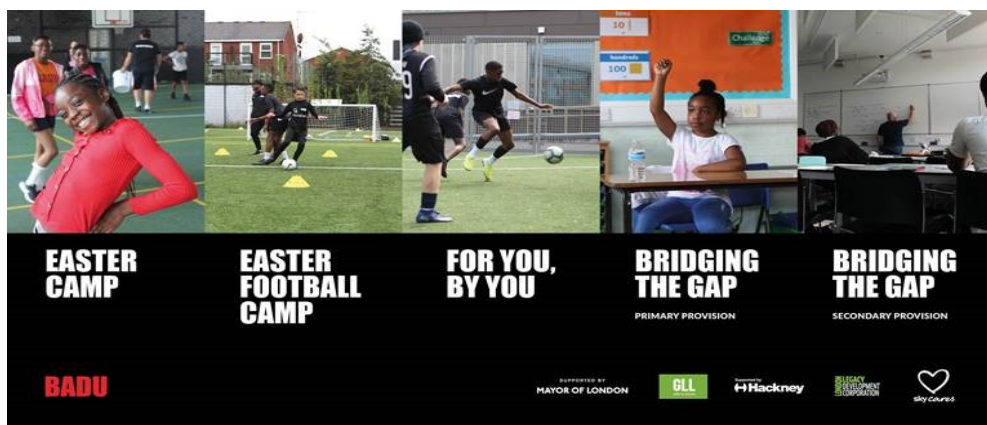 tens
10
hundreds
100
Challenge
9
EASTER
CAMP
EASTER
FOOTBALL
CAMP
FOR YOU,
BY YOU
BRIDGING
THE GAP
PRIMARY PROVISION
BRIDGING
THE GAP
SECONDARY PROVISION
BADU
SUPPORTED BY
MAYOR OF LONDON
GLL
Supported by
Hackney
LONDON
LEGACY
DEVELOPMENT
CORPORATION
sky cares